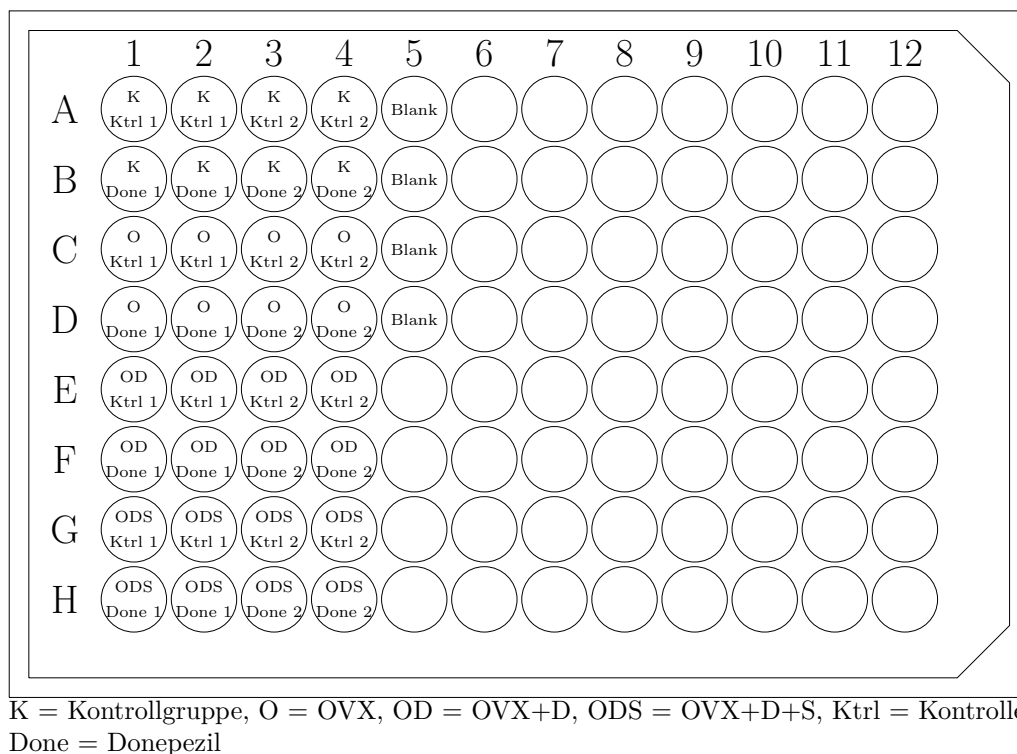 1 2 3 4 5 6 7 8 9 10 11 12
A K Ktrl 1 K Ktrl 1 K Ktrl 2 K Ktrl 2 Blank
B K Done 1 K Done 1 K Done 2 K Done 2 Blank
C O Ktrl 1 O Ktrl 1 O Ktrl 2 O Ktrl 2 Blank
D O Done 1 O Done 1 O Done 2 O Done 2 Blank
E OD Ktrl 1 OD Ktrl 1 OD Ktrl 2 OD Ktrl 2
F OD Done 1 OD Done 1 OD Done 2 OD Done 2
G ODS Ktrl 1 ODS Ktrl 1 ODS Ktrl 2 ODS Ktrl 2
H ODS Done 1 ODS Done 1 ODS Done 2 ODS Done 2
K = Kontrollgruppe, O = OVX, OD = OVX+D, ODS = OVX+D+S, Ktrl = Kontrolle
Done = Donepezil